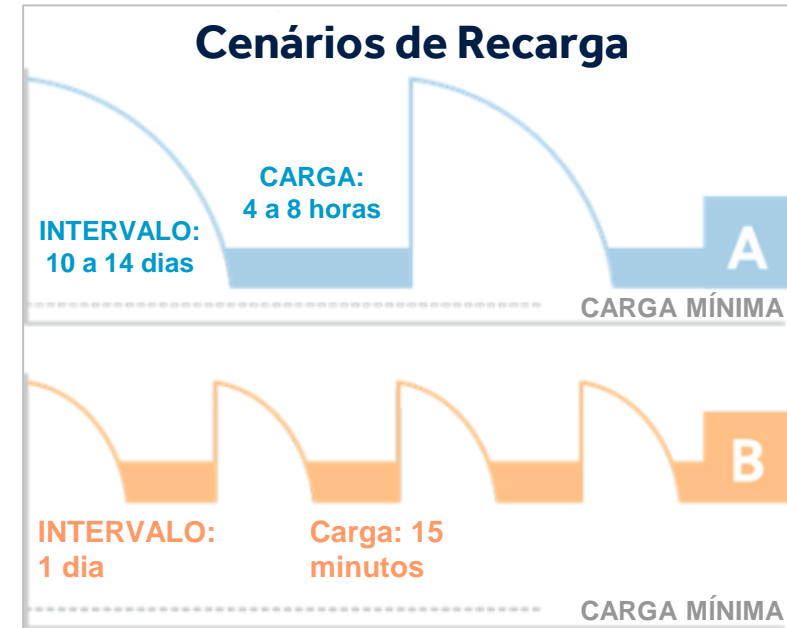 Cenários de Recarga
CARGA:
4 a 8 horas
INTERVALO:
10 a 14 dias
A
CARGA MÍNIMA
B
INTERVALO:
1 dia
Carga: 15
minutos
CARGA MÍNIMA